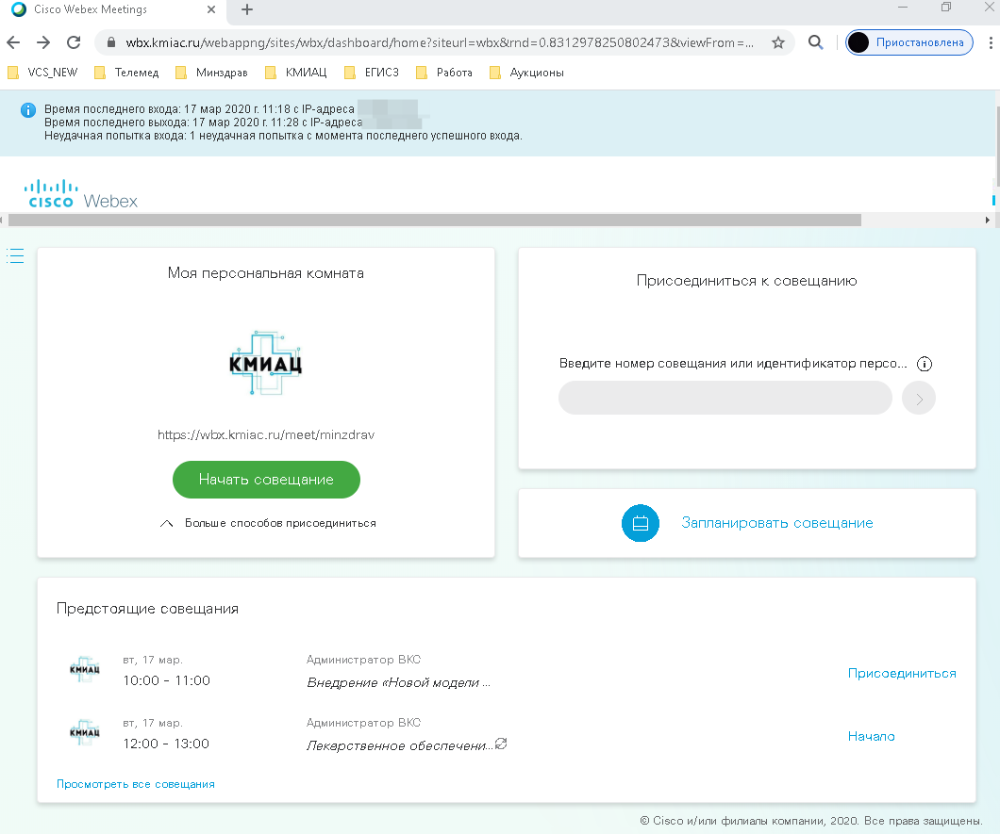 Cisco Webex Meetings
wbx.kmiac.ru/webappng/sites/wbx/dashboard/home?siteurl=wbx&rnd=0.8312978250802473&viewFrom=...
Приостановлена
VCS_NEW Телемед Минздрав КМИАЦ ЕГИСЗ Работа Аукционы
Время последнего входа: 17 мар 2020 г. 11:18 с IP-адреса
Время последнего выхода: 17 мар 2020 г. 11:28 с IP-адреса
Неудачная попытка входа: 1 неудачная попытка с момента последнего успешного входа.
cisco Webex
Моя персональная комната
КМИАЦ
https://wbx.kmiac.ru/meet/minzdrav
Начать совещание
Больше способов присоединиться
Присоединиться к совещанию
Введите номер совещания или идентификатор персо...
Запланировать совещание
Предстоящие совещания
КМИАЦ
вт, 17 мар.
10:00 - 11:00
Администратор ВКС
Внедрение «Новой модели ...
Присоединиться
КМИАЦ
вт, 17 мар.
12:00 - 13:00
Администратор ВКС
Лекарственное обеспечени...
Начало
Просмотреть все совещания
© Cisco и/или филиалы компании, 2020. Все права защищены.